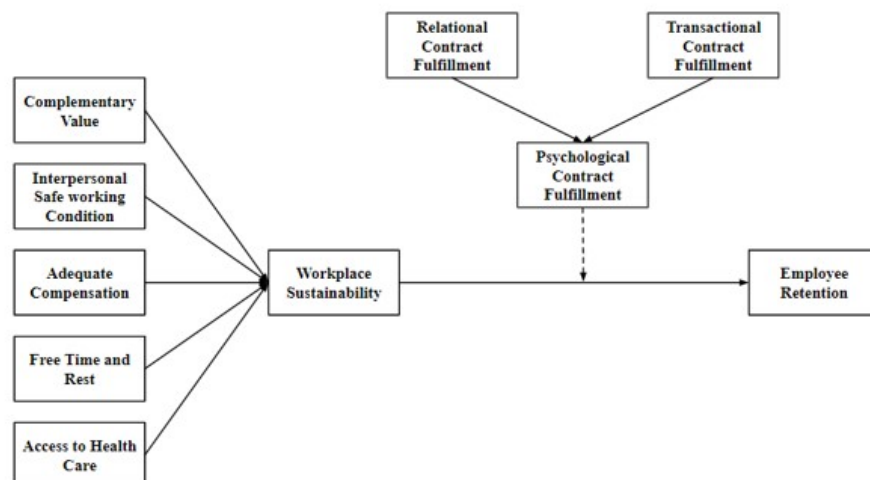 Relational
Contract
Fulfillment
Transactional
Contract
Fulfillment
Complementary
Value
Psychological
Contract
Fulfillment
Interpersonal
Safe working
Condition
Adequate
Compensation
Workplace
Sustainability
Employee
Retention
Free Time and
Rest
Access to Health
Care